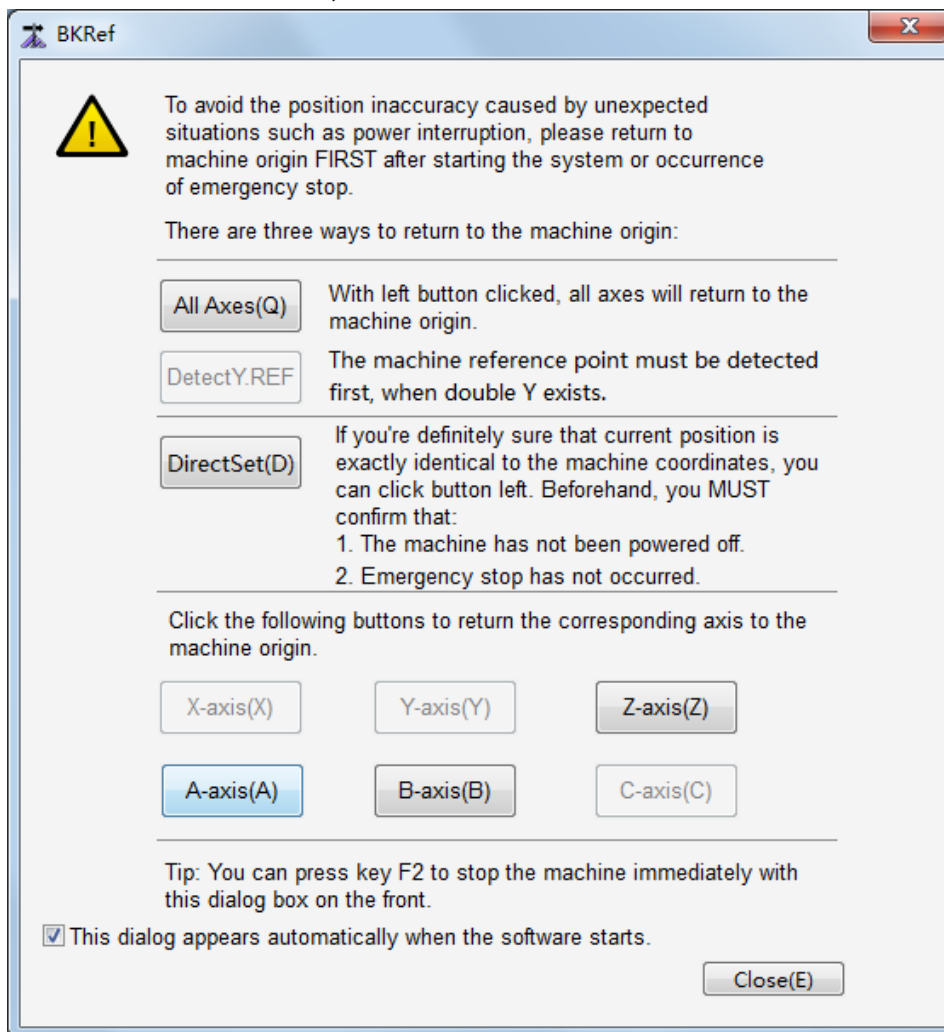 BKRef
To avoid the position inaccuracy caused by unexpected
situations such as power interruption, please return to
machine origin FIRST after starting the system or occurrence
of emergency stop.
There are three ways to return to the machine origin:
All Axes(Q)
With left button clicked, all axes will return to the
machine origin.
DetectY.REF
The machine reference point must be detected
first, when double Y exists.
DirectSet(D)
If you're definitely sure that current position is
exactly identical to the machine coordinates, you
can click button left. Beforehand, you MUST
confirm that:
1. The machine has not been powered off.
2. Emergency stop has not occurred.
Click the following buttons to return the corresponding axis to the
machine origin.
X-axis(X)
Y-axis(Y)
Z-axis(Z)
A-axis(A)
B-axis(B)
C-axis(C)
Tip: You can press key F2 to stop the machine immediately with
this dialog box on the front.
This dialog appears automatically when the software starts.
Close(E)